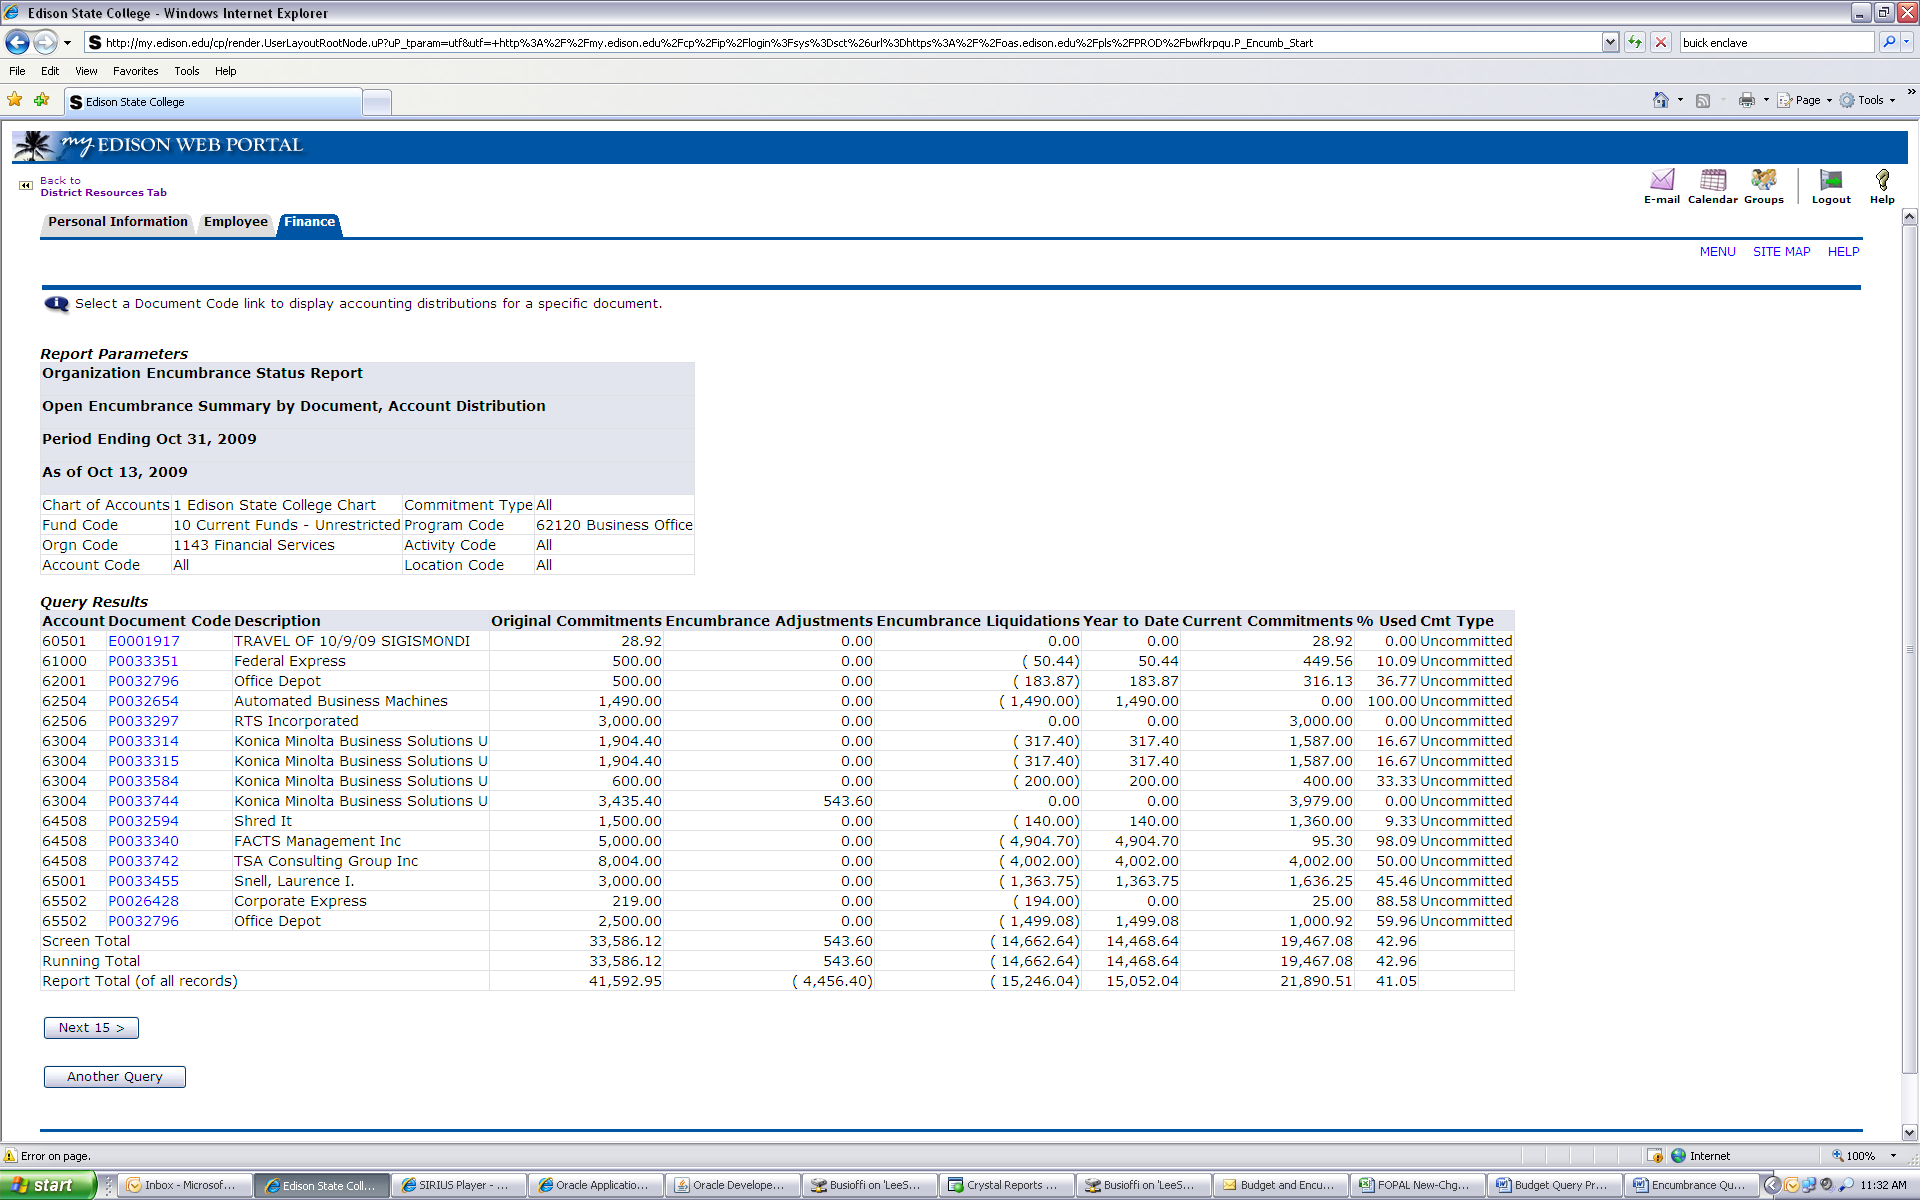 Edison State College - Windows Internet Explorer
http://my.edison.edu/cp/render.UserLayoutRootNode.uP?uP_tparam=utf&utf=+http%3A%2F%2Fmy.edison.edu%2Fcp%2Fip%2Flogin%3Fsys%3Dsct%26url%3Dhttps%3A%2F%2Foas.edison.edu%2Fpls%2FPROD%2Fbwfkrpqu.P_Encumb_Start buick enclave
File Edit View Favorites Tools Help
Edison State College Page Tools »
my EDISON WEB PORTAL
Back to
District Resources Tab
E-mail Calendar Groups Logout Help
Personal Information Employee Finance
MENU SITE MAP HELP
Select a Document Code link to display accounting distributions for a specific document.
Report Parameters
Organization Encumbrance Status Report
Open Encumbrance Summary by Document, Account Distribution
Period Ending Oct 31, 2009
As of Oct 13, 2009
Chart of Accounts 1 Edison State College Chart Commitment Type All
Fund Code 10 Current Funds - Unrestricted Program Code 62120 Business Office
Orgn Code 1143 Financial Services Activity Code All
Account Code All Location Code All
Query Results
Account Document Code Description Original Commitments Encumbrance Adjustments Encumbrance Liquidations Year to Date Current Commitments % Used Cmt Type
60501 E0001917 TRAVEL OF 10/9/09 SIGISMONDI 28.92 0.00 0.00 0.00 28.92 0.00 Uncommitted
61000 P0033351 Federal Express 500.00 0.00 ( 50.44) 50.44 449.56 10.09 Uncommitted
62001 P0032796 Office Depot 500.00 0.00 ( 183.87) 183.87 316.13 36.77 Uncommitted
62504 P0032654 Automated Business Machines 1,490.00 0.00 ( 1,490.00) 1,490.00 0.00 100.00 Uncommitted
62506 P0033297 RTS Incorporated 3,000.00 0.00 0.00 0.00 3,000.00 0.00 Uncommitted
63004 P0033314 Konica Minolta Business Solutions U 1,904.40 0.00 ( 317.40) 317.40 1,587.00 16.67 Uncommitted
63004 P0033315 Konica Minolta Business Solutions U 1,904.40 0.00 ( 317.40) 317.40 1,587.00 16.67 Uncommitted
63004 P0033584 Konica Minolta Business Solutions U 600.00 0.00 ( 200.00) 200.00 400.00 33.33 Uncommitted
63004 P0033744 Konica Minolta Business Solutions U 3,435.40 543.60 0.00 0.00 3,979.00 0.00 Uncommitted
64508 P0032594 Shred It 1,500.00 0.00 ( 140.00) 140.00 1,360.00 9.33 Uncommitted
64508 P0033340 FACTS Management Inc 5,000.00 0.00 ( 4,904.70) 4,904.70 95.30 98.09 Uncommitted
64508 P0033742 TSA Consulting Group Inc 8,004.00 0.00 ( 4,002.00) 4,002.00 4,002.00 50.00 Uncommitted
65001 P0033455 Snell, Laurence I. 3,000.00 0.00 ( 1,363.75) 1,363.75 1,636.25 45.46 Uncommitted
65502 P0026428 Corporate Express 219.00 0.00 ( 194.00) 0.00 25.00 88.58 Uncommitted
65502 P0032796 Office Depot 2,500.00 0.00 ( 1,499.08) 1,499.08 1,000.92 59.96 Uncommitted
Screen Total 33,586.12 543.60 ( 14,662.64) 14,468.64 19,467.08 42.96
Running Total 33,586.12 543.60 ( 14,662.64) 14,468.64 19,467.08 42.96
Report Total (of all records) 41,592.95 ( 4,456.40) ( 15,246.04) 15,052.04 21,890.51 41.05
Next 15 >
Another Query
Error on page. Internet 100%
start Inbox - Microsof... Edison State Coll... SIRIUS Player - ... Oracle Applicatio... Oracle Develope... Busioffi on 'LeeS... Crystal Reports ... Busioffi on 'LeeS... Budget and Encu... FOPAL New-Chg... Budget Query Pr... Encumbrance Qu... 11:32 AM